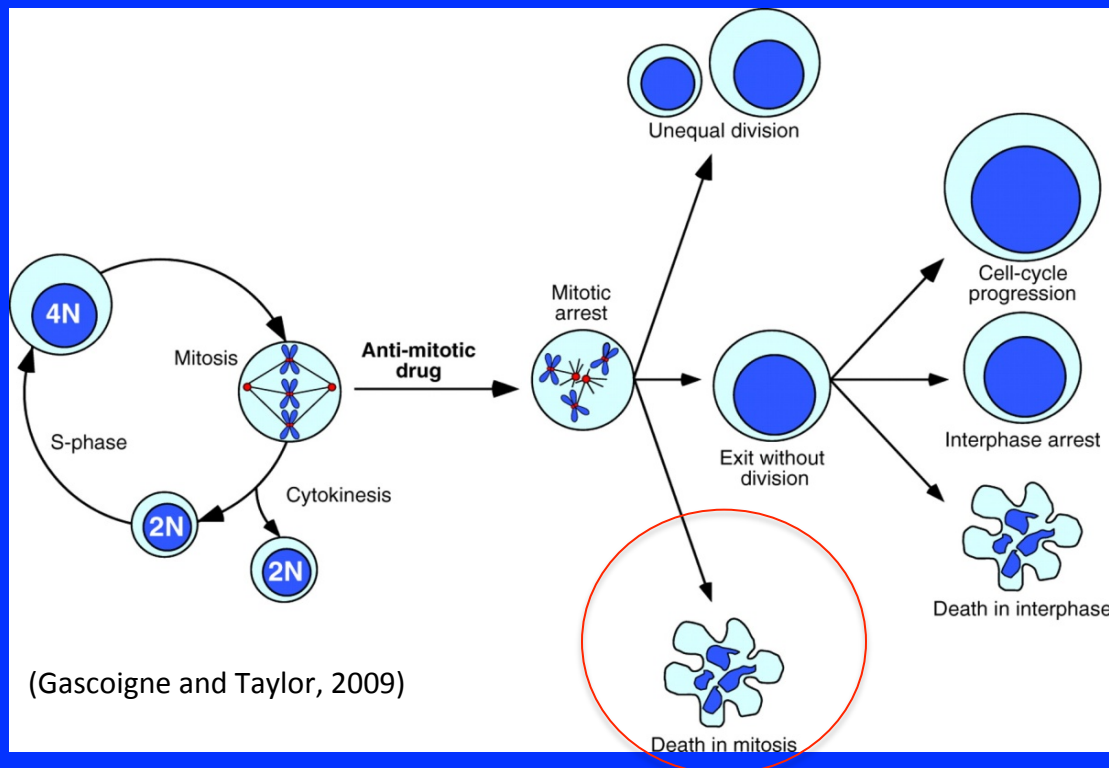 Unequal division
4N
Mitosis
Anti-mitotic
drug
Mitotic
arrest
Cell-cycle
progression
S-phase
2N
Cytokinesis
2N
Exit without
division
Interphase arrest
Death in interphase
(Gascoigne and Taylor, 2009)
Death in mitosis